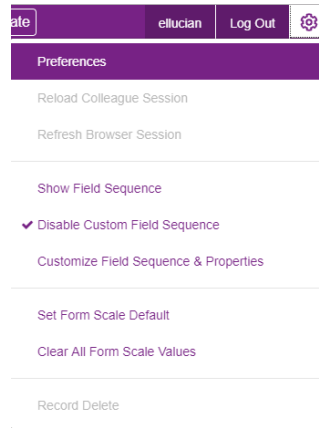 ate
ellucian
Log Out
Preferences
Reload Colleague Session
Refresh Browser Session
Show Field Sequence
Disable Custom Field Sequence
Customize Field Sequence & Properties
Set Form Scale Default
Clear All Form Scale Values
Record Delete